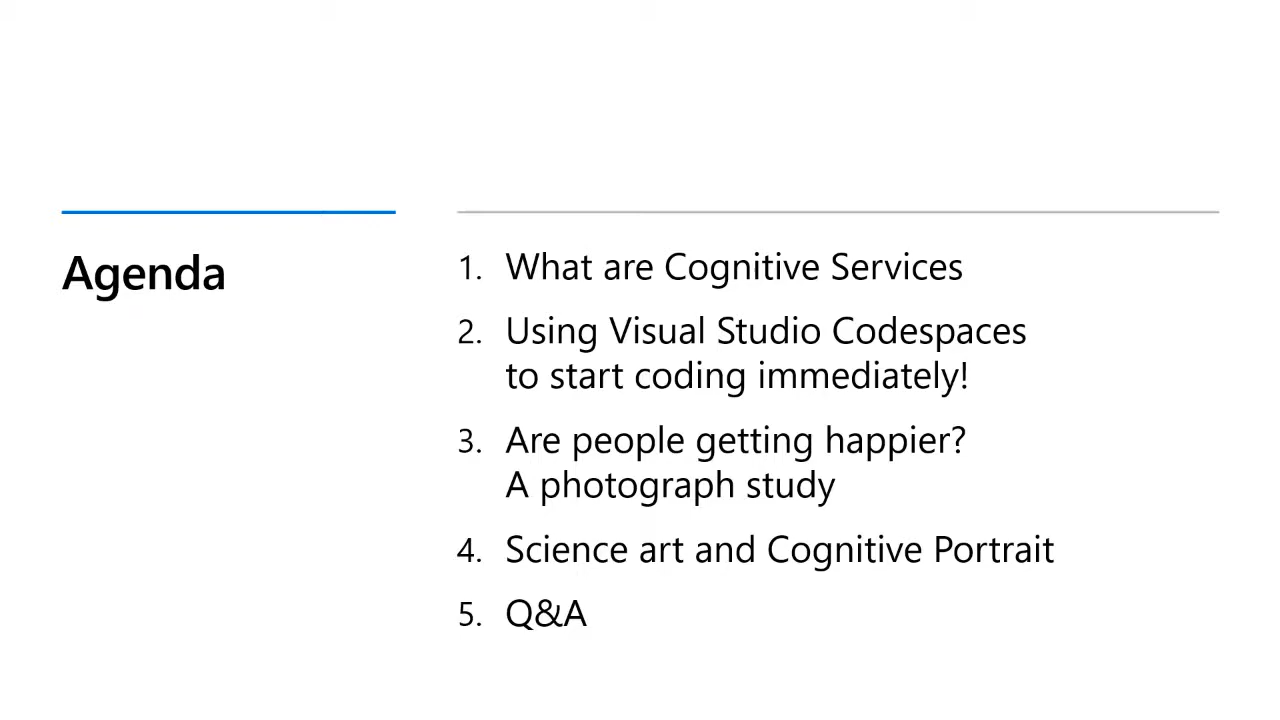 Agenda
1. What are Cognitive Services
2. Using Visual Studio Codespaces
to start coding immediately!
3. Are people getting happier?
A photograph study
4. Science art and Cognitive Portrait
5. Q&A